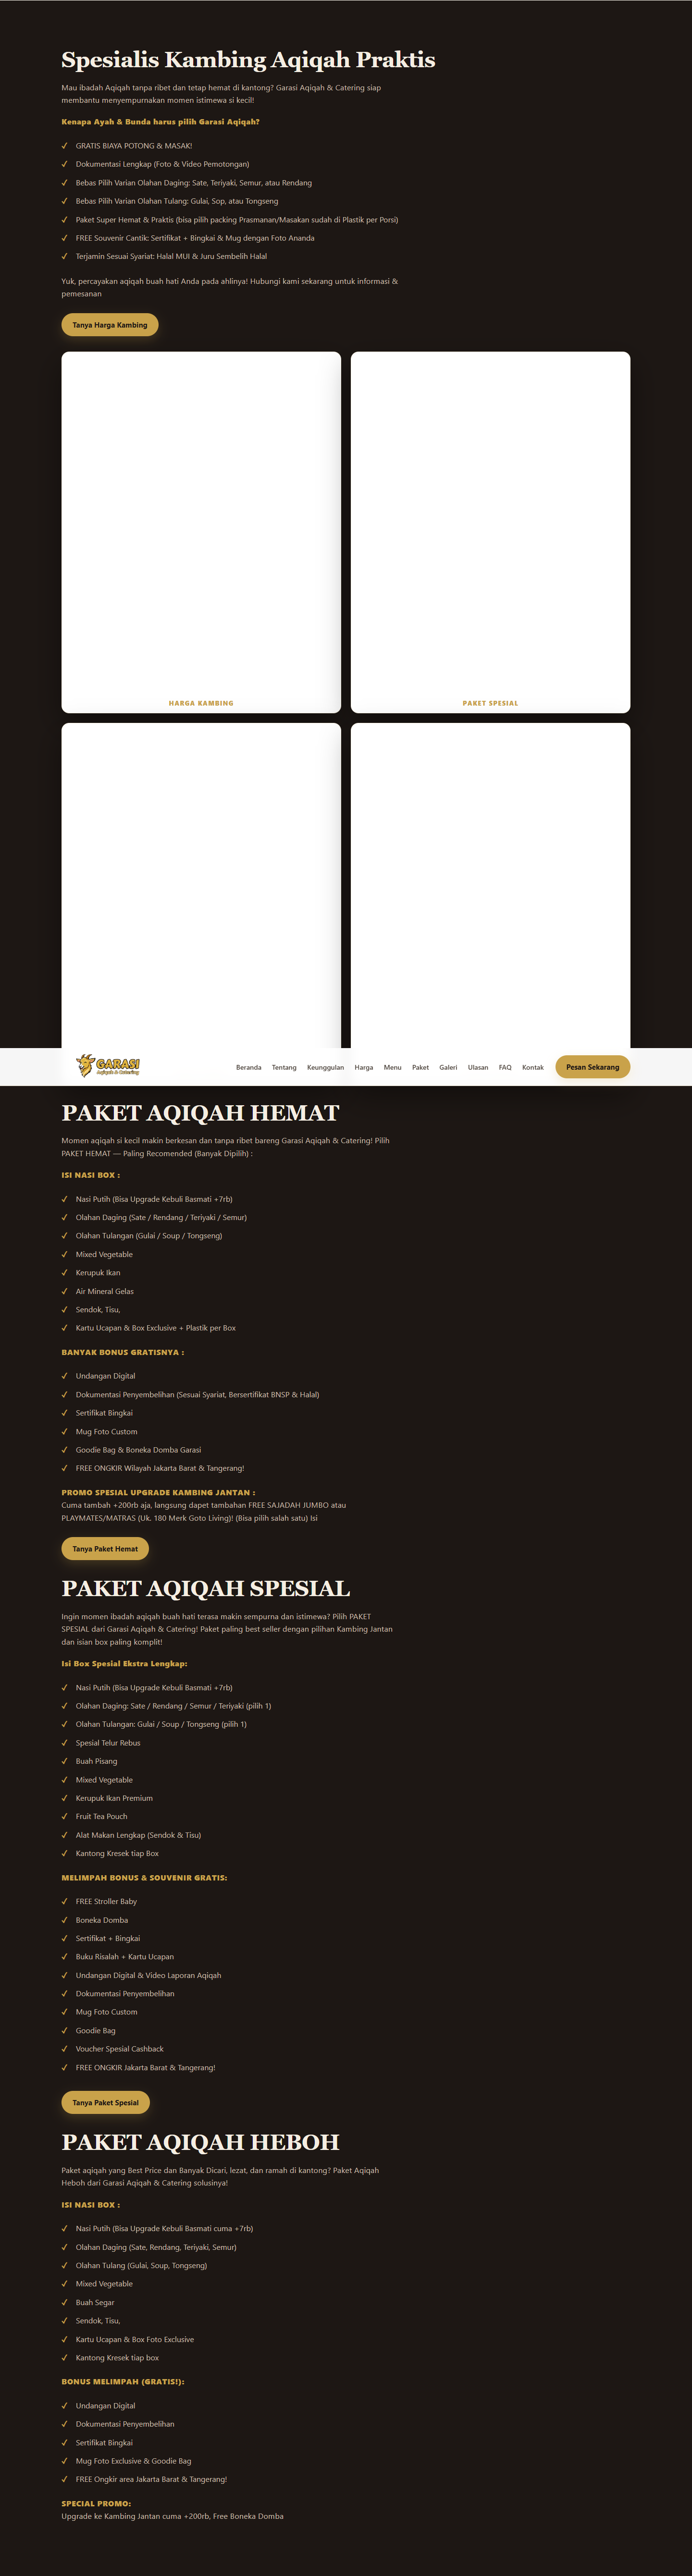 Spesialis Kambing Aqiqah Praktis
Mau ibadah Aqiqah tanpa ribet dan tetap hemat di kantong? Garasi Aqiqah & Catering siap
membantu menyempurnakan momen istimewa si kecil!
Kenapa Ayah & Bunda harus pilih Garasi Aqiqah?
✓ GRATIS BIAYA POTONG & MASAK!
✓ Dokumentasi Lengkap (Foto & Video Pemotongan)
✓ Bebas Pilih Varian Olahan Daging: Sate, Teriyaki, Semur, atau Rendang
✓ Bebas Pilih Varian Olahan Tulang: Gulai, Sop, atau Tongseng
✓ Paket Super Hemat & Praktis (bisa pilih packing Prasmanan/Masakan sudah di Plastik per Porsi)
✓ FREE Souvenir Cantik: Sertifikat + Bingkai & Mug dengan Foto Ananda
✓ Terjamin Sesuai Syariat: Halal MUI & Juru Sembelih Halal
Yuk, percayakan aqiqah buah hati Anda pada ahlinya! Hubungi kami sekarang untuk informasi &
pemesanan
Tanya Harga Kambing
HARGA KAMBING
PAKET SPESIAL
GARASI
Aqiqah & Catering
Beranda Tentang Keunggulan Harga Menu Paket Galeri Ulasan FAQ Kontak Pesan Sekarang
PAKET AQIQAH HEMAT
Momen aqiqah si kecil makin berkesan dan tanpa ribet bareng Garasi Aqiqah & Catering! Pilih
PAKET HEMAT — Paling Recomended (Banyak Dipilih) :
ISI NASI BOX :
✓ Nasi Putih (Bisa Upgrade Kebuli Basmati +7rb)
✓ Olahan Daging (Sate / Rendang / Teriyaki / Semur)
✓ Olahan Tulangan (Gulai / Soup / Tongseng)
✓ Mixed Vegetable
✓ Kerupuk Ikan
✓ Air Mineral Gelas
✓ Sendok, Tisu,
✓ Kartu Ucapan & Box Exclusive + Plastik per Box
BANYAK BONUS GRATISNYA :
✓ Undangan Digital
✓ Dokumentasi Penyembelihan (Sesuai Syariat, Bersertifikat BNSP & Halal)
✓ Sertifikat Bingkai
✓ Mug Foto Custom
✓ Goodie Bag & Boneka Domba Garasi
✓ FREE ONGKIR Wilayah Jakarta Barat & Tangerang!
PROMO SPESIAL UPGRADE KAMBING JANTAN :
Cuma tambah +200rb aja, langsung dapet tambahan FREE SAJADAH JUMBO atau
PLAYMATES/MATRAS (Uk. 180 Merk Goto Living)! (Bisa pilih salah satu) Isi
Tanya Paket Hemat
PAKET AQIQAH SPESIAL
Ingin momen ibadah aqiqah buah hati terasa makin sempurna dan istimewa? Pilih PAKET
SPESIAL dari Garasi Aqiqah & Catering! Paket paling best seller dengan pilihan Kambing Jantan
dan isian box paling komplit!
Isi Box Spesial Ekstra Lengkap:
✓ Nasi Putih (Bisa Upgrade Kebuli Basmati +7rb)
✓ Olahan Daging: Sate / Rendang / Semur / Teriyaki (pilih 1)
✓ Olahan Tulangan: Gulai / Soup / Tongseng (pilih 1)
✓ Spesial Telur Rebus
✓ Buah Pisang
✓ Mixed Vegetable
✓ Kerupuk Ikan Premium
✓ Fruit Tea Pouch
✓ Alat Makan Lengkap (Sendok & Tisu)
✓ Kantong Kresek tiap Box
MELIMPAH BONUS & SOUVENIR GRATIS:
✓ FREE Stroller Baby
✓ Boneka Domba
✓ Sertifikat + Bingkai
✓ Buku Risalah + Kartu Ucapan
✓ Undangan Digital & Video Laporan Aqiqah
✓ Dokumentasi Penyembelihan
✓ Mug Foto Custom
✓ Goodie Bag
✓ Voucher Spesial Cashback
✓ FREE ONGKIR Jakarta Barat & Tangerang!
Tanya Paket Spesial
PAKET AQIQAH HEBOH
Paket aqiqah yang Best Price dan Banyak Dicari, lezat, dan ramah di kantong? Paket Aqiqah
Heboh dari Garasi Aqiqah & Catering solusinya!
ISI NASI BOX :
✓ Nasi Putih (Bisa Upgrade Kebuli Basmati cuma +7rb)
✓ Olahan Daging (Sate, Rendang, Teriyaki, Semur)
✓ Olahan Tulang (Gulai, Soup, Tongseng)
✓ Mixed Vegetable
✓ Buah Segar
✓ Sendok, Tisu,
✓ Kartu Ucapan & Box Foto Exclusive
✓ Kantong Kresek tiap box
BONUS MELIMPAH (GRATIS!):
✓ Undangan Digital
✓ Dokumentasi Penyembelihan
✓ Sertifikat Bingkai
✓ Mug Foto Exclusive & Goodie Bag
✓ FREE Ongkir area Jakarta Barat & Tangerang!
SPECIAL PROMO:
Upgrade ke Kambing Jantan cuma +200rb, Free Boneka Domba